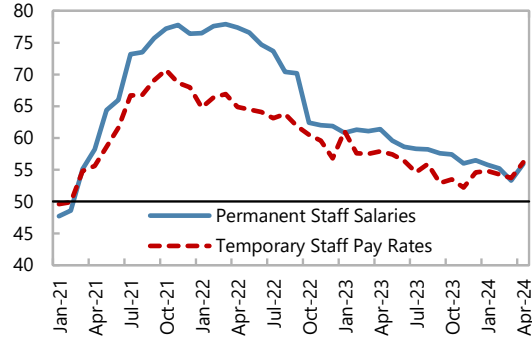 80
75
70
65
60
55
50
45
40
Permanent Staff Salaries
Temporary Staff Pay Rates
Jan-21
Apr-21
Jul-21
Oct-21
Jan-22
Apr-22
Jul-22
Oct-22
Jan-23
Apr-23
Jul-23
Oct-23
Jan-24
Apr-24